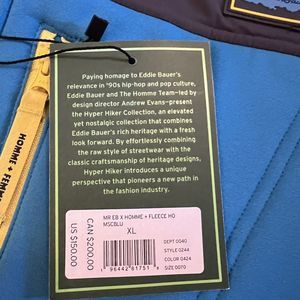 Paying homage to Eddie Bauer's
relevance in '90s hip-hop and pop culture,
Eddie Bauer and The Homme Team—led by
design director Andrew Evans—present
the Hyper Hiker Collection, an elevated
yet nostalgic collection that combines
Eddie Bauer's rich heritage with a fresh
look forward. By effortlessly combining
the raw style of streetwear with the
classic craftsmanship of heritage designs,
Hyper Hiker introduces a
unique perspective that pioneers a new path in
the fashion industry.
MR EB X HOMME + FLEECE HO
MSCBLU
XL
CAN $200.00
US $150.00
DEPT 0040
STYLE 0244
COLOR 0424
SIZE 0070
1 96442 81751
HOMME + FEMME